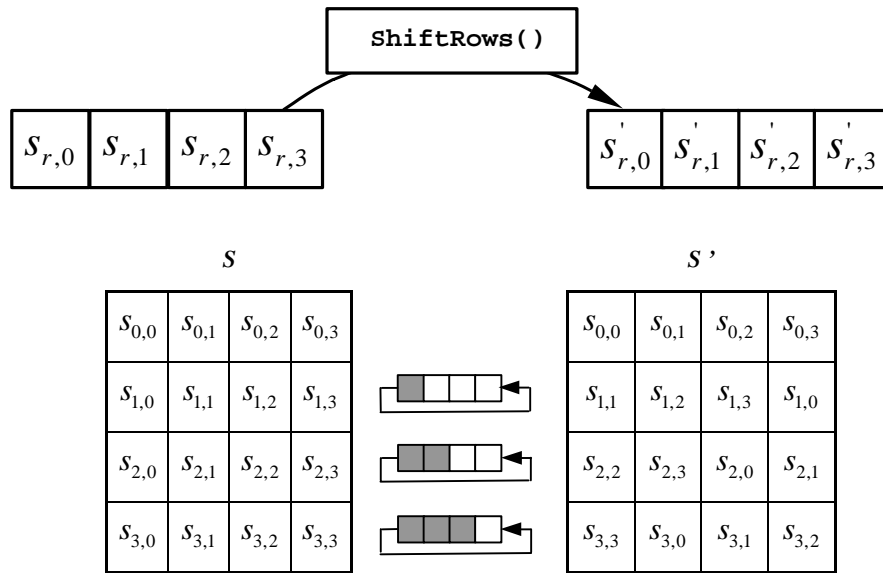 ShiftRows()
s_{r,0} s_{r,1} s_{r,2} s_{r,3} s'_{r,0} s'_{r,1} s'_{r,2} s'_{r,3}
S S'
s_{0,0} s_{0,1} s_{0,2} s_{0,3} s_{0,0} s_{0,1} s_{0,2} s_{0,3}
s_{1,0} s_{1,1} s_{1,2} s_{1,3} s_{1,1} s_{1,2} s_{1,3} s_{1,0}
s_{2,0} s_{2,1} s_{2,2} s_{2,3} s_{2,2} s_{2,3} s_{2,0} s_{2,1}
s_{3,0} s_{3,1} s_{3,2} s_{3,3} s_{3,3} s_{3,0} s_{3,1} s_{3,2}